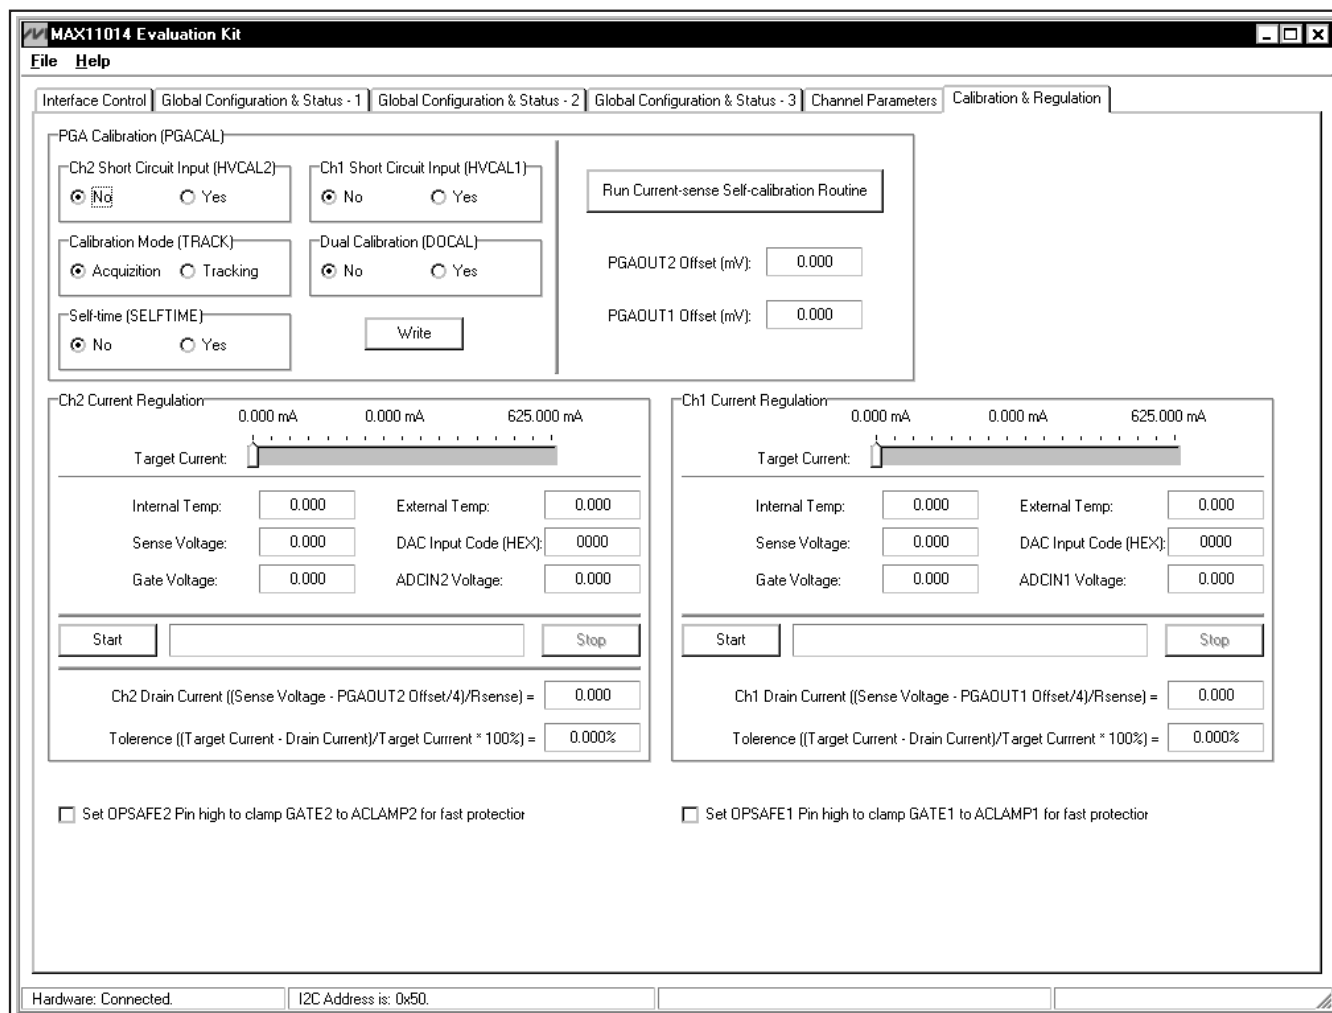 MAX11014 Evaluation Kit
File Help
Interface Control Global Configuration & Status - 1 Global Configuration & Status - 2 Global Configuration & Status - 3 Channel Parameters Calibration & Regulation
PGA Calibration (PGACAL)
Ch2 Short Circuit Input (HVCAL2) Ch1 Short Circuit Input (HVCAL1)
No Yes No Yes
Run Current-sense Self-calibration Routine
Calibration Mode (TRACK) Dual Calibration (DOCAL)
Acquizition Tracking No Yes
PGAOUT2 Offset (mV): 0.000
Self-time (SELFTIME)
No Yes
Write
PGAOUT1 Offset (mV): 0.000
Ch2 Current Regulation
0.000 mA 0.000 mA 625.000 mA
Target Current:
Internal Temp: 0.000 External Temp: 0.000
Sense Voltage: 0.000 DAC Input Code (HEX): 0000
Gate Voltage: 0.000 ADCIN2 Voltage: 0.000
Start Stop
Ch2 Drain Current ((Sense Voltage - PGAOUT2 Offset/4)/Rsense) = 0.000
Tolerence ((Target Current - Drain Current)/Target Currrent * 100%) = 0.000%
Set OPSAFE2 Pin high to clamp GATE2 to ACLAMP2 for fast protection
Ch1 Current Regulation
0.000 mA 0.000 mA 625.000 mA
Target Current:
Internal Temp: 0.000 External Temp: 0.000
Sense Voltage: 0.000 DAC Input Code (HEX): 0000
Gate Voltage: 0.000 ADCIN1 Voltage: 0.000
Start Stop
Ch1 Drain Current ((Sense Voltage - PGAOUT1 Offset/4)/Rsense) = 0.000
Tolerence ((Target Current - Drain Current)/Target Currrent * 100%) = 0.000%
Set OPSAFE1 Pin high to clamp GATE1 to ACLAMP1 for fast protection
Hardware: Connected. I2C Address is: 0x50.